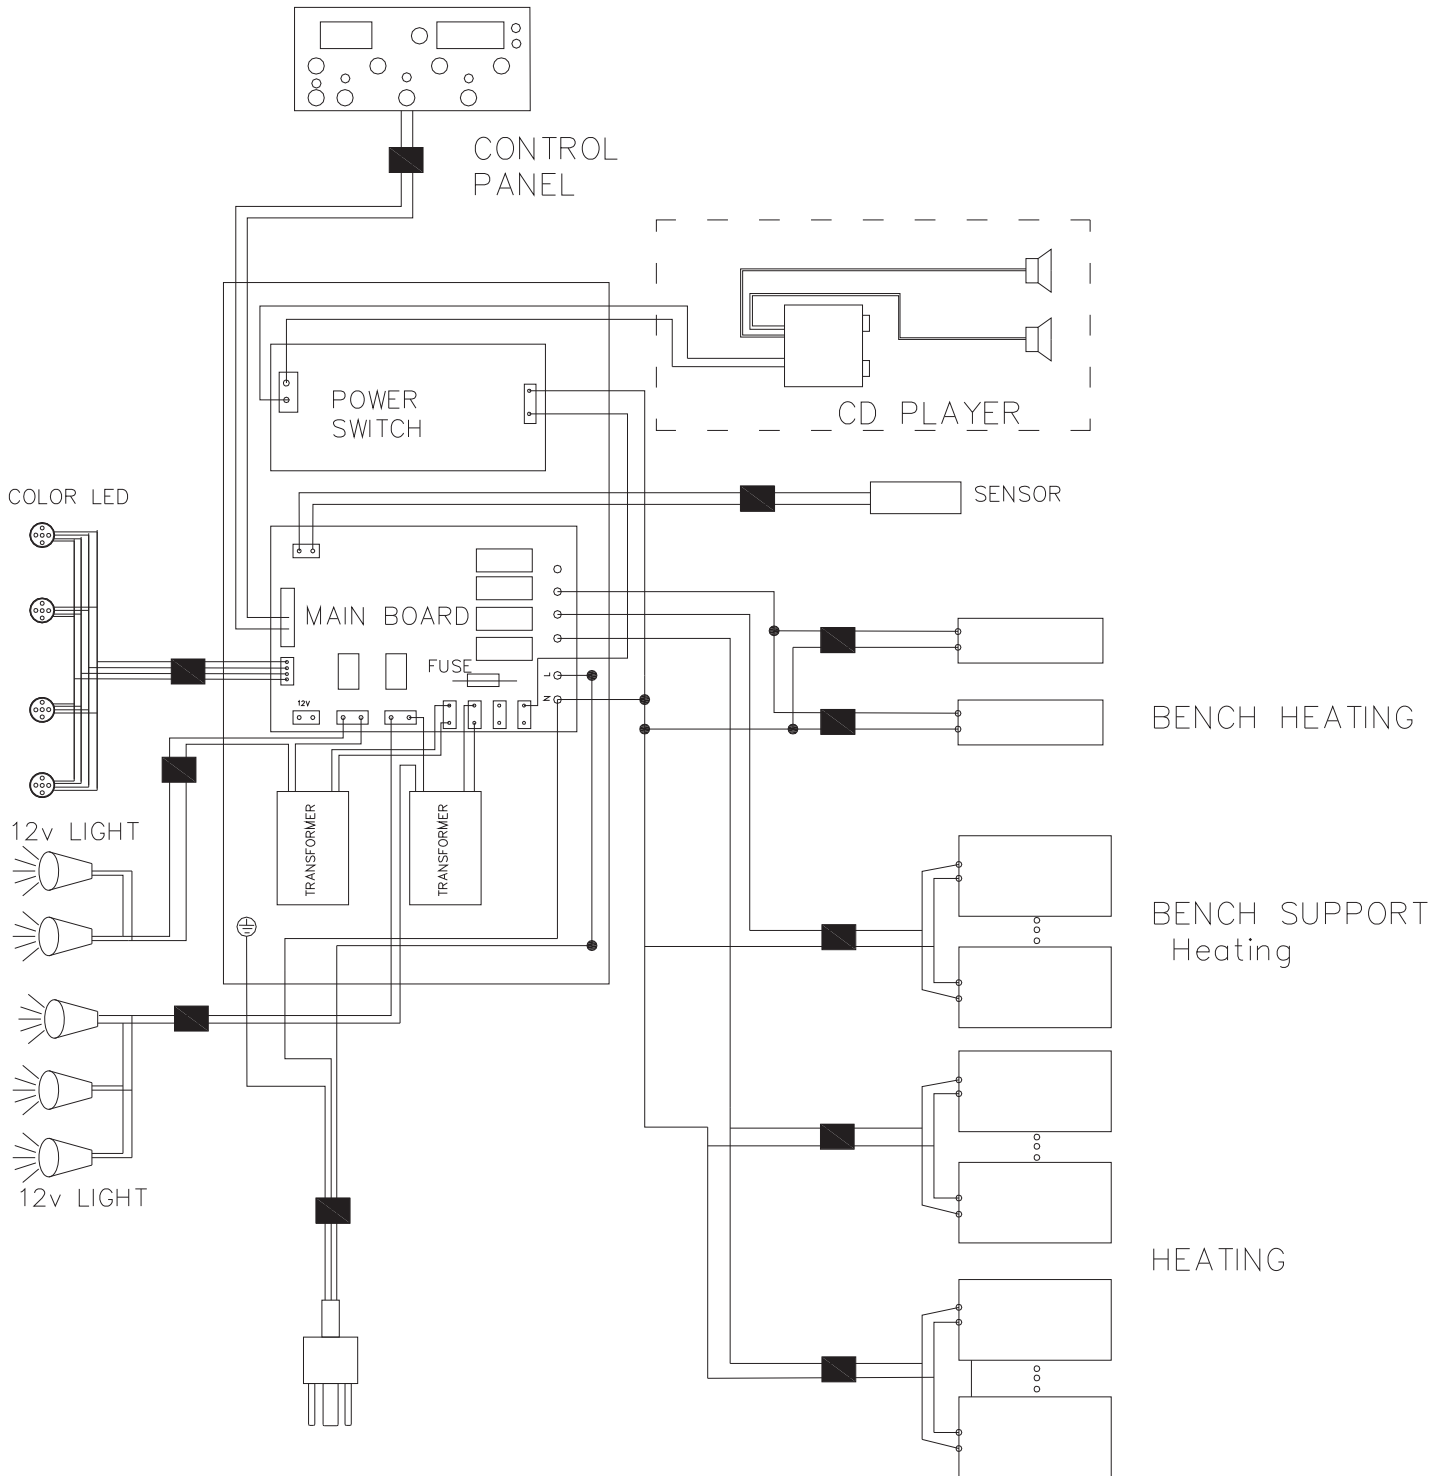 CONTROL
PANEL
POWER
SWITCH
CD PLAYER
COLOR LED
SENSOR
MAIN BOARD
FUSE
L
N
12V
BENCH HEATING
TRANSFORMER
TRANSFORMER
12v LIGHT
BENCH SUPPORT
Heating
12v LIGHT
HEATING